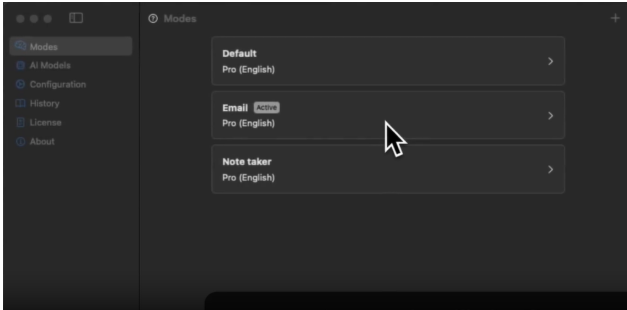 Modes
AI Models
Configuration
History
License
About
Modes
Default
Pro (English)
Email Active
Pro (English)
Note taker
Pro (English)